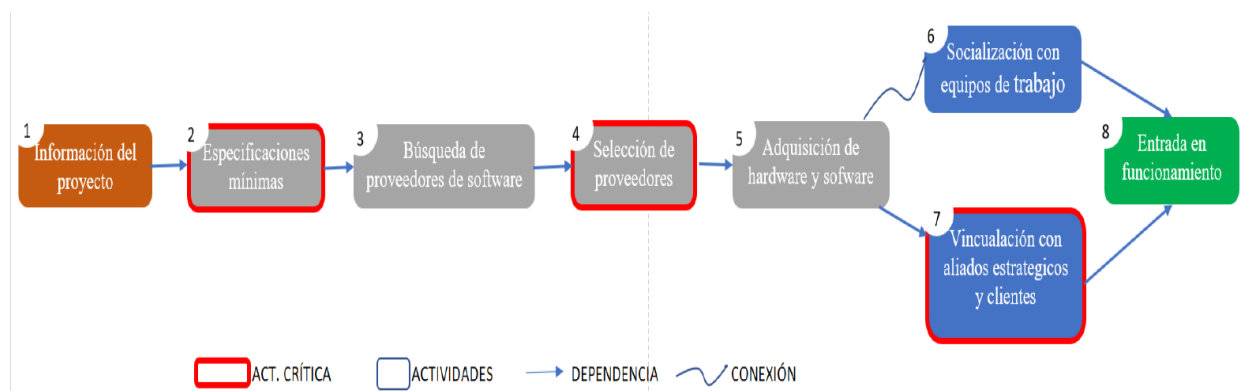 1
Información del
proyecto
2
Especificaciones
mínimas
3
Búsqueda de
proveedores de software
4
Selección de
proveedores
5
Adquisición de
hardware y sofware
6
Socialización con
equipos de trabajo
7
Vincualación con
aliados estrategicos
y clientes
8
Entrada en
funcionamiento
ACT. CRÍTICA
ACTIVIDADES
DEPENDENCIA
CONEXIÓN